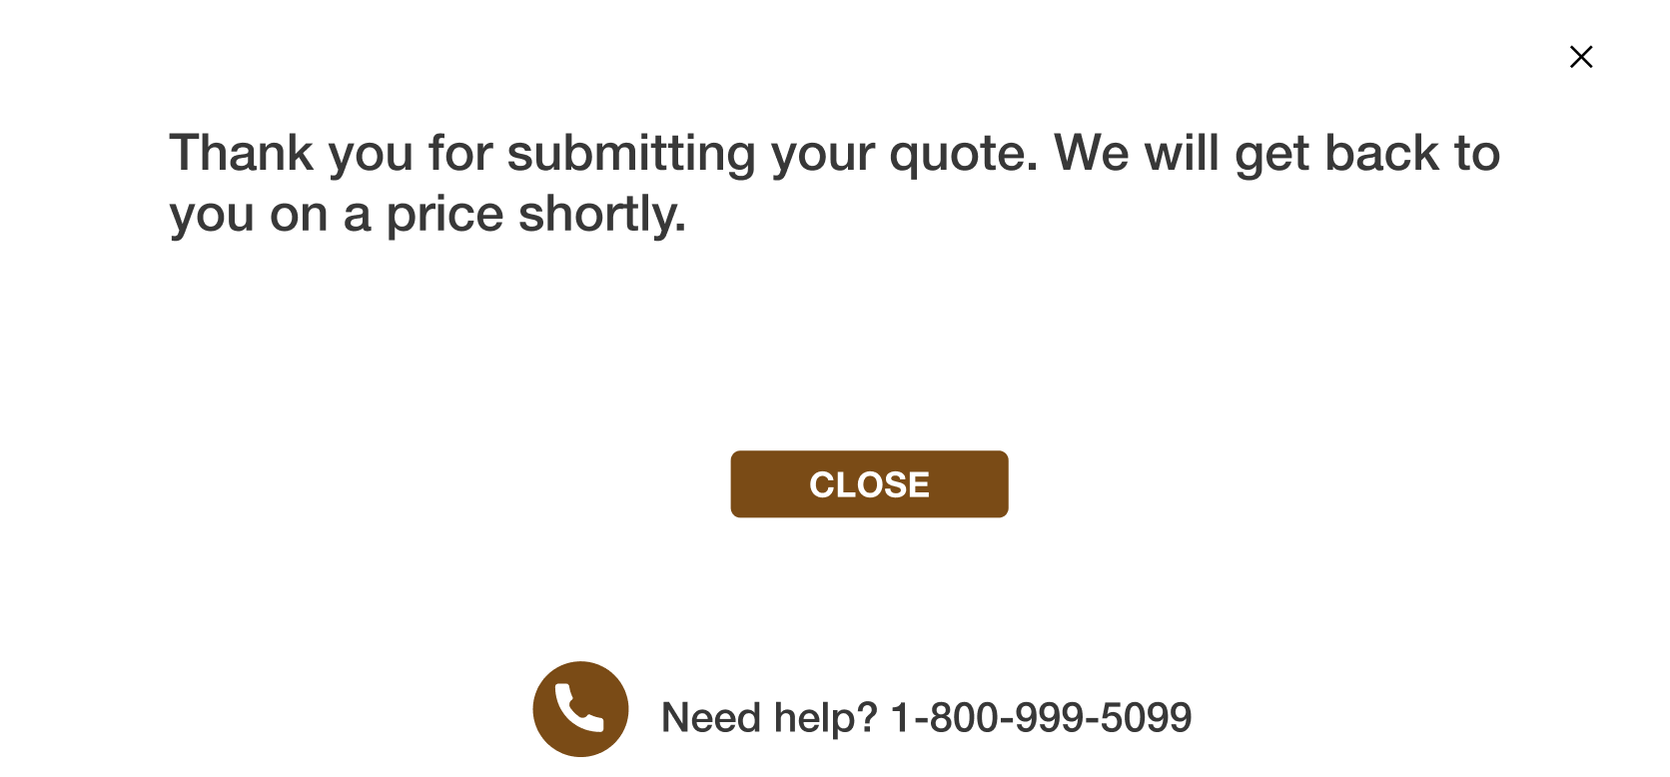 Thank you for submitting your quote. We will get back to
you on a price shortly.
CLOSE
Need help? 1-800-999-5099